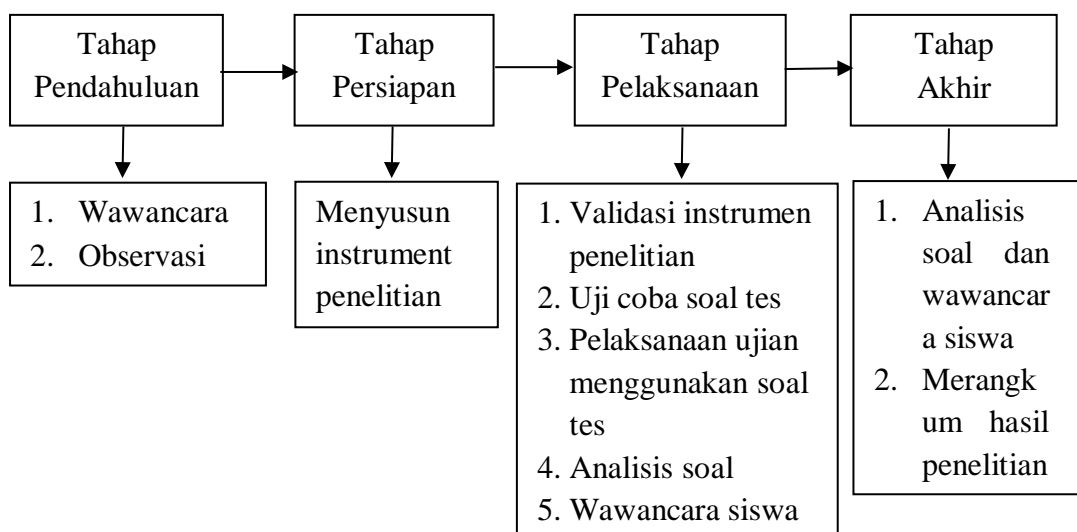 Tahap
Pendahuluan
Tahap
Persiapan
Tahap
Pelaksanaan
Tahap
Akhir
1. Wawancara
2. Observasi
Menyusun
instrument
penelitian
1. Validasi instrumen
penelitian
2. Uji coba soal tes
3. Pelaksanaan ujian
menggunakan soal
tes
4. Analisis soal
5. Wawancara siswa
1. Analisis
soal dan
wawancar
a siswa
2. Merangk
um hasil
penelitian